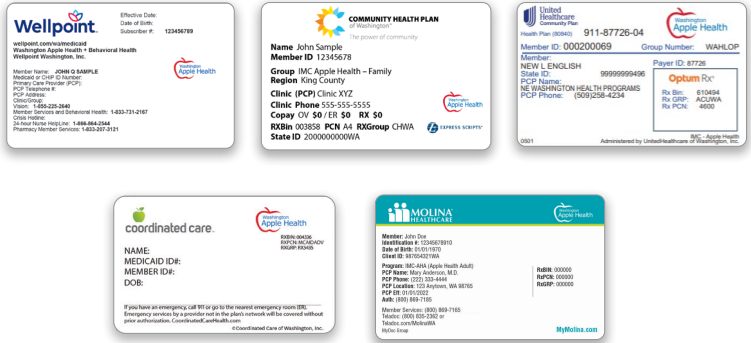 Wellpoint.
Effective Date:
Date of Birth:
Subscriber #: 123456789
wellpoint.com/wa/medicaid
Washington Apple Health + Behavioral Health
Wellpoint Washington, Inc.
Washington
Apple Health
Member Name: JOHN Q SAMPLE
Medicaid or CHIP ID Number:
Primary Care Provider (PCP):
PCP Telephone #:
PCP Address:
Clinic/Group:
Vision: 1-855-225-2640
Member Services and Behavioral Health: 1-833-731-2167
Crisis Hotline:
24-hour Nurse HelpLine: 1-866-864-2544
Pharmacy Member Services: 1-833-207-3121
COMMUNITY HEALTH PLAN
of Washington™
The power of community
Name John Sample
Member ID 12345678
Group IMC Apple Health – Family
Region King County
Clinic (PCP) Clinic XYZ
Clinic Phone 555-555-5555
Copay OV $0 / ER $0 RX $0
RXBin 003858 PCN A4 RXGroup CHWA
State ID 2000000000WA
Washington
Apple Health
EXPRESS SCRIPTS®
United
Healthcare
Community Plan
Washington
Apple Health
Health Plan (80840) 911-87726-04
Member ID: 000200069 Group Number: WAHLOP
Member:
NEW L ENGLISH
State ID: 99999999496
PCP Name:
NE WASHINGTON HEALTH PROGRAMS
PCP Phone: (509)258-4234
Payer ID: 87726
Optum Rx®
Rx Bin: 610494
Rx GRP: ACUWA
Rx PCN: 4600
0501
IMC - Apple Health
Administered by UnitedHealthcare of Washington, Inc.
coordinated care™
Washington
Apple Health
RXBIN: 004336
RXPCN: MCAIDADV
RXGRP: RX5435
NAME:
MEDICAID ID#:
MEMBER ID#:
DOB:
If you have an emergency, call 911 or go to the nearest emergency room (ER).
Emergency services by a provider not in the plan's network will be covered without
prior authorization. CoordinatedCareHealth.com
© Coordinated Care of Washington, Inc.
MOLINA®
HEALTHCARE
Washington
Apple Health
Member: John Doe
Identification #: 12345678910
Date of Birth: 01/01/1970
Client ID: 987654321WA
Program: IMC-AHA (Apple Health Adult)
PCP Name: Mary Anderson, M.D.
PCP Phone: (222) 333-4444
PCP Location: 123 Anytown, WA 98765
PCP Eff: 01/01/2022
Auth: (800) 869-7185
RxBIN: 000000
RxPCN: 000000
RxGRP: 000000
Member Services: (800) 869-7165
Teladoc: (800) 835-2362 or
Teladoc.com/MolinaWA
MyDoc Group
MyMolina.com